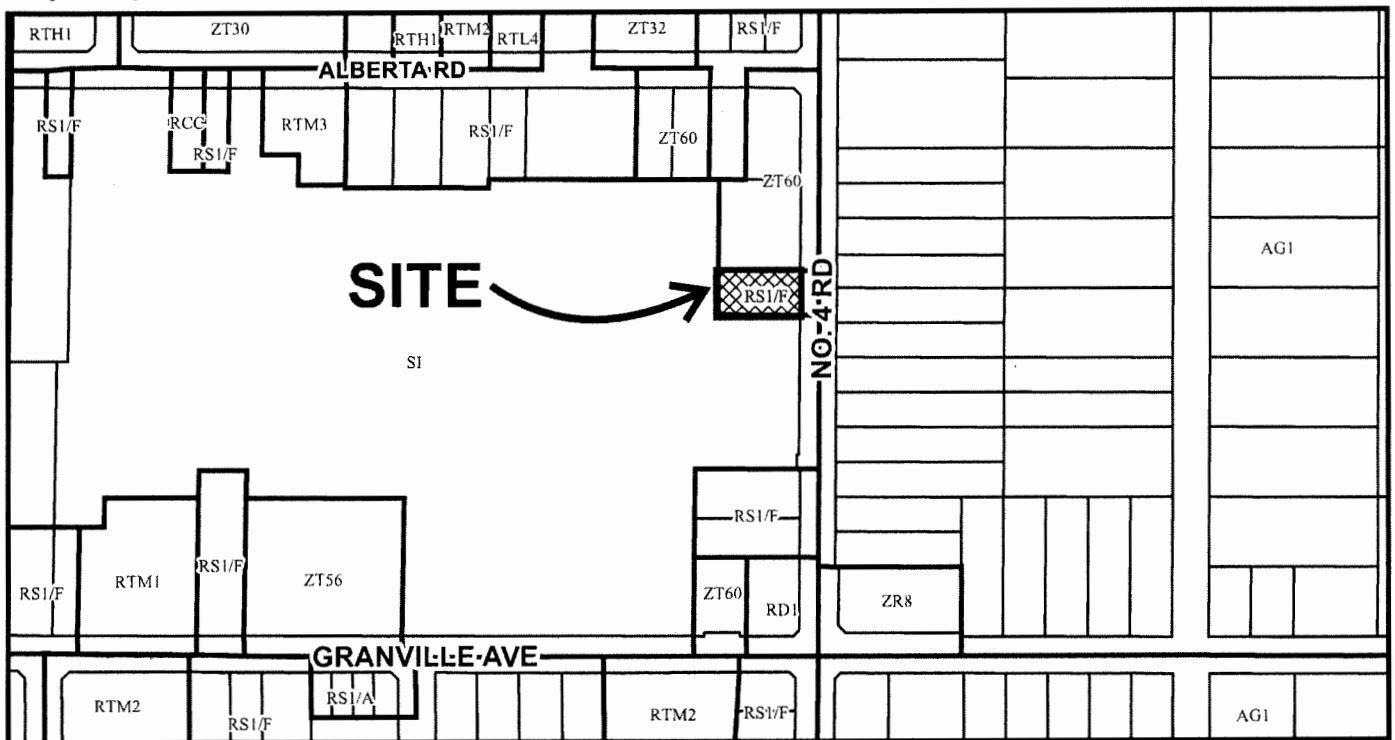 RTH1
ZT30
RTH1
RTM2
RTL4
ZT32
RS1/F
ALBERTA RD
RS1/F
RCC
RS1/F
RTM3
RS1/F
ZT60
ZT60
AG1
SITE
RS1/F
NO. 4 RD
SI
RS1/F
RS1/F
RTM1
RS1/F
ZT56
ZT60
RD1
ZR8
GRANVILLE AVE
RTM2
RS1/F
RS1/A
RTM2
RS1/F
AG1